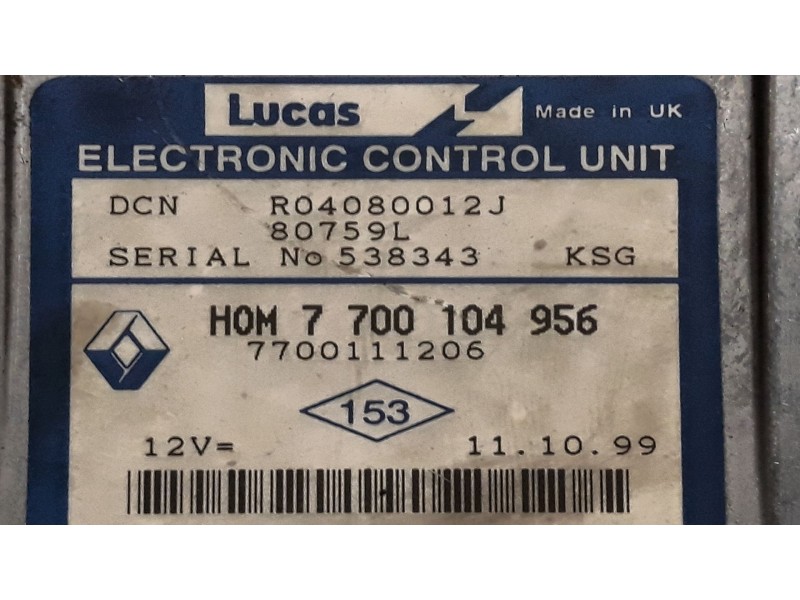 Lucas Made in UK
ELECTRONIC CONTROL UNIT
DCN R04080012J
80759L
SERIAL No 538343 KSG
HOM 7 700 104 956
7700111206
153
12V= 11.10.99